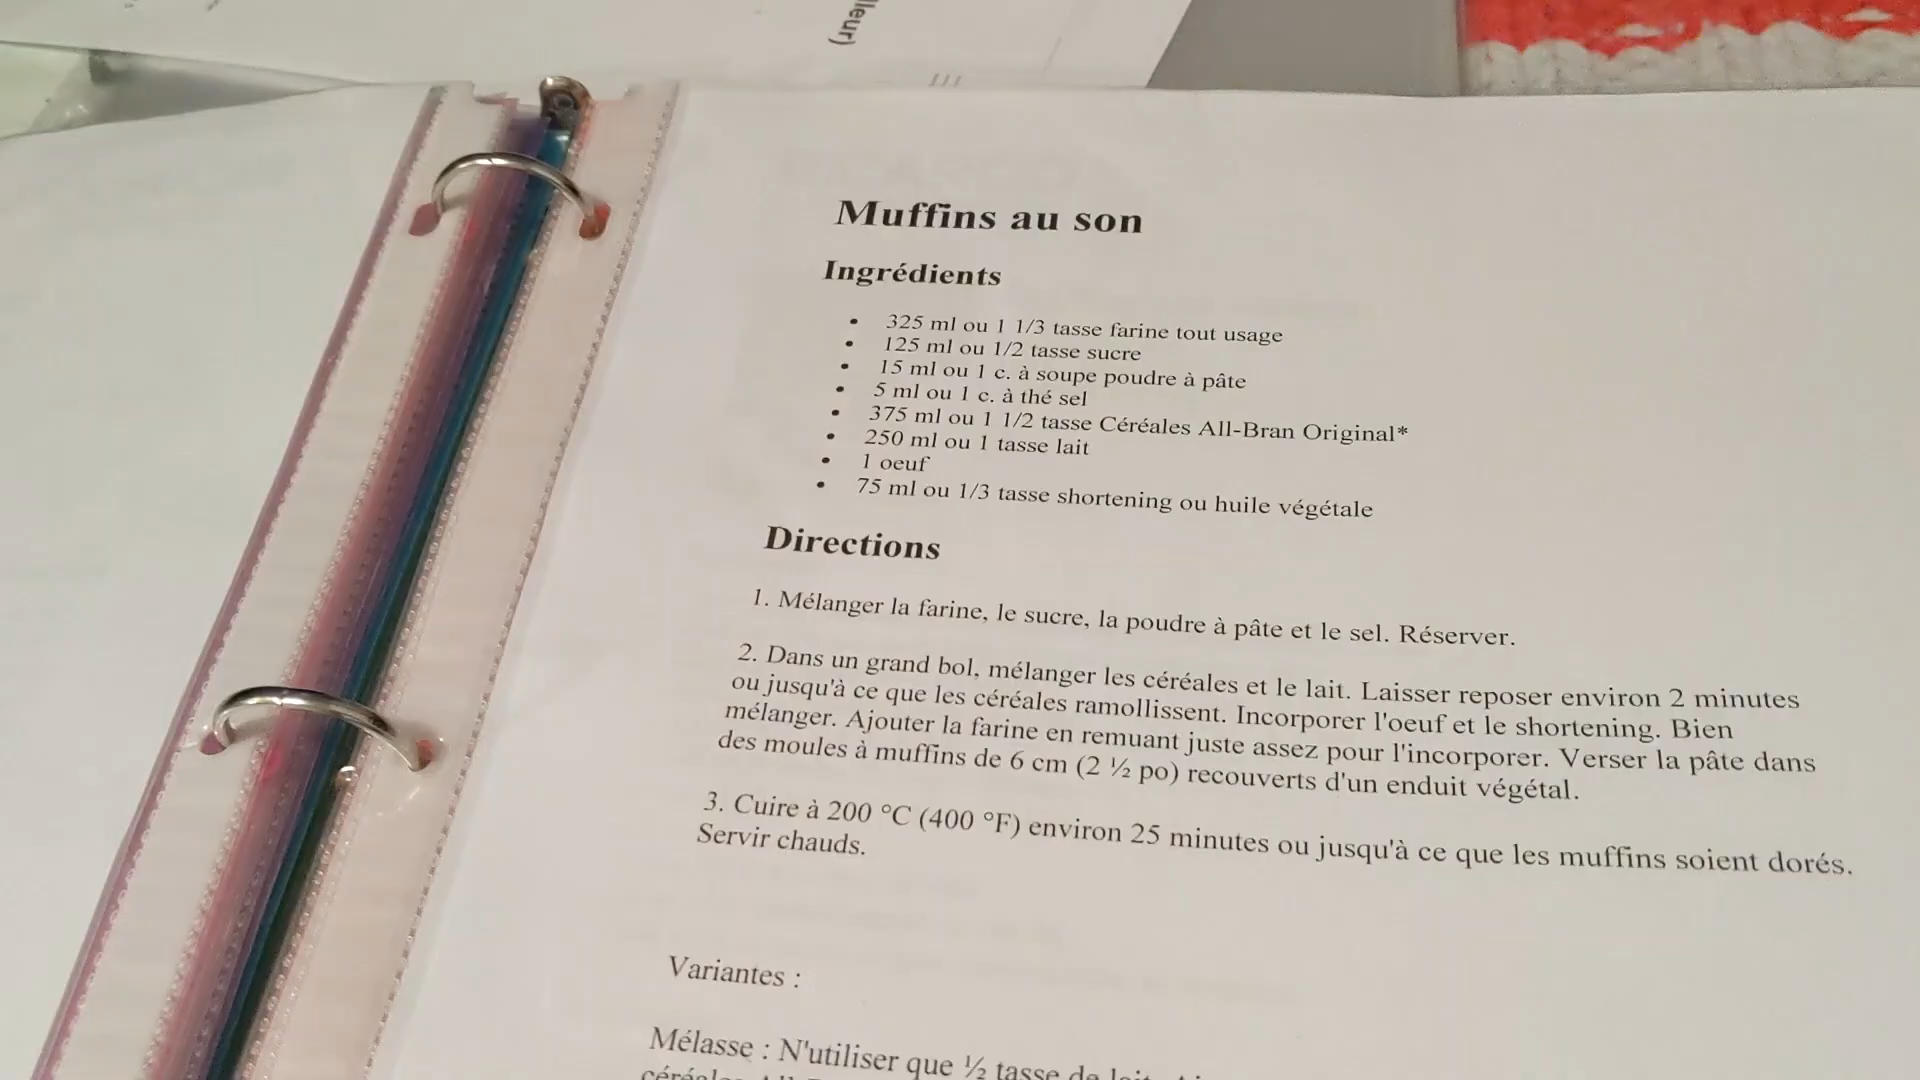 lleur)
Muffins au son
Ingrédients
• 325 ml ou 1 1/3 tasse farine tout usage
• 125 ml ou 1/2 tasse sucre
• 15 ml ou 1 c. à soupe poudre à pâte
• 5 ml ou 1 c. à thé sel
• 375 ml ou 1 1/2 tasse Céréales All-Bran Original*
• 250 ml ou 1 tasse lait
• 1 oeuf
• 75 ml ou 1/3 tasse shortening ou huile végétale
Directions
1. Mélanger la farine, le sucre, la poudre à pâte et le sel. Réserver.
2. Dans un grand bol, mélanger les céréales et le lait. Laisser reposer environ 2 minutes
ou jusqu'à ce que les céréales ramollissent. Incorporer l'oeuf et le shortening. Bien
mélanger. Ajouter la farine en remuant juste assez pour l'incorporer. Verser la pâte dans
des moules à muffins de 6 cm (2 ½ po) recouverts d'un enduit végétal.
3. Cuire à 200 °C (400 °F) environ 25 minutes ou jusqu'à ce que les muffins soient dorés.
Servir chauds.
Variantes :
Mélasse : N'utiliser que ½ tasse de lait